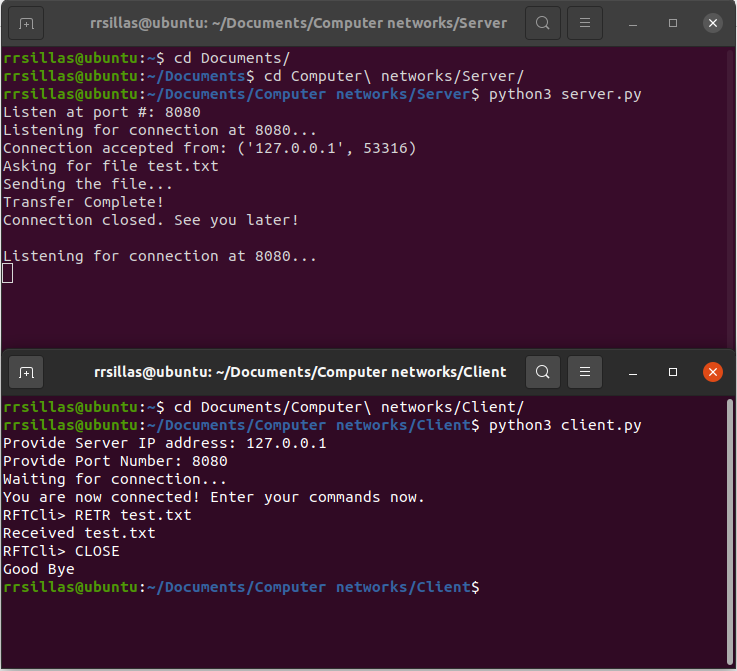 rrsillas@ubuntu: ~/Documents/Computer networks/Server
rrsillas@ubuntu:~$ cd Documents/
rrsillas@ubuntu:~/Documents$ cd Computer\ networks/Server/
rrsillas@ubuntu:~/Documents/Computer networks/Server$ python3 server.py
Listen at port #: 8080
Listening for connection at 8080...
Connection accepted from: ('127.0.0.1', 53316)
Asking for file test.txt
Sending the file...
Transfer Complete!
Connection closed. See you later!
Listening for connection at 8080...
rrsillas@ubuntu: ~/Documents/Computer networks/Client
rrsillas@ubuntu:~$ cd Documents/Computer\ networks/Client/
rrsillas@ubuntu:~/Documents/Computer networks/Client$ python3 client.py
Provide Server IP address: 127.0.0.1
Provide Port Number: 8080
Waiting for connection...
You are now connected! Enter your commands now.
RFTCli> RETR test.txt
Received test.txt
RFTCli> CLOSE
Good Bye
rrsillas@ubuntu:~/Documents/Computer networks/Client$